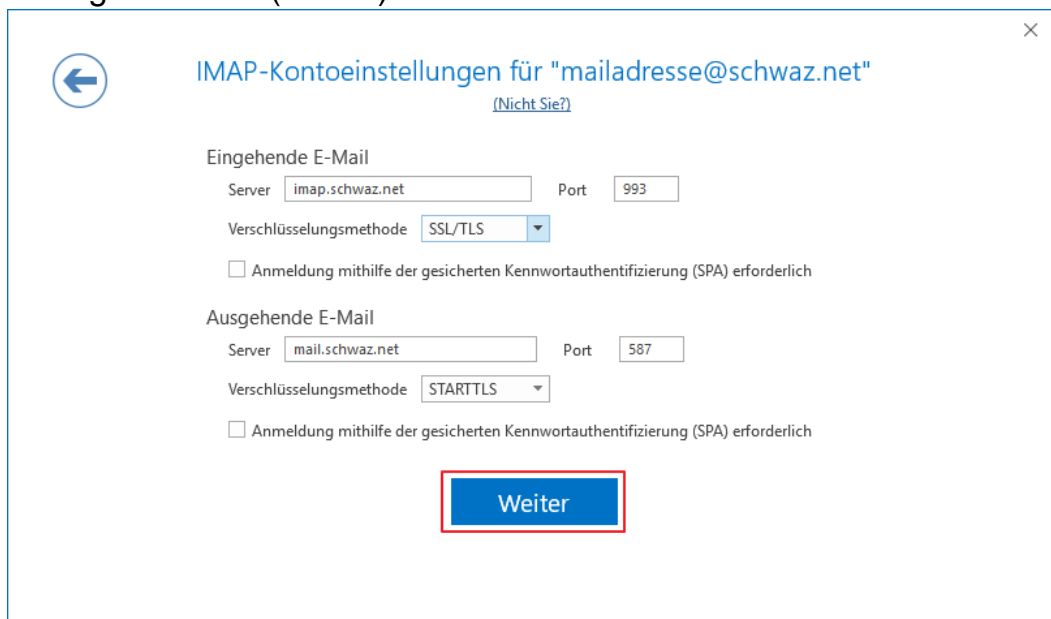 IMAP-Kontoeinstellungen für "mailadresse@schwaz.net"
(Nicht Sie?)
Eingehende E-Mail
Server imap.schwaz.net Port 993
Verschlüsselungsmethode SSL/TLS
Anmeldung mithilfe der gesicherten Kennwortauthentifizierung (SPA) erforderlich
Ausgehende E-Mail
Server mail.schwaz.net Port 587
Verschlüsselungsmethode STARTTLS
Anmeldung mithilfe der gesicherten Kennwortauthentifizierung (SPA) erforderlich
Weiter